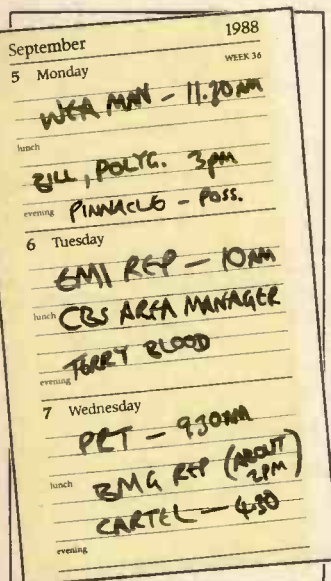 September 1988
5 Monday WEEK 36
WEA MAN - 11.30AM
lunch
BILL, POLYG. 3PM
evening PINNACLE - POSS.
6 Tuesday
EMI REP - 10AM
lunch CBS AREA MANAGER
TERRY BLOOD
evening
7 Wednesday
PRT - 9.30AM
lunch BMG REP (ABOUT 2PM)
CARTEL - 4.30
evening